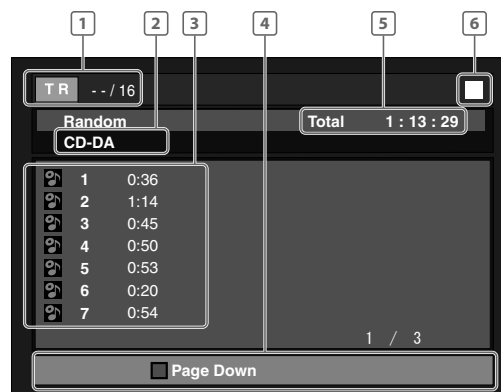 1 2 3 4 5 6
TR - - / 16
Random Total 1 : 13 : 29
CD-DA
1 0:36
2 1:14
3 0:45
4 0:50
5 0:53
6 0:20
7 0:54
1 / 3
Page Down